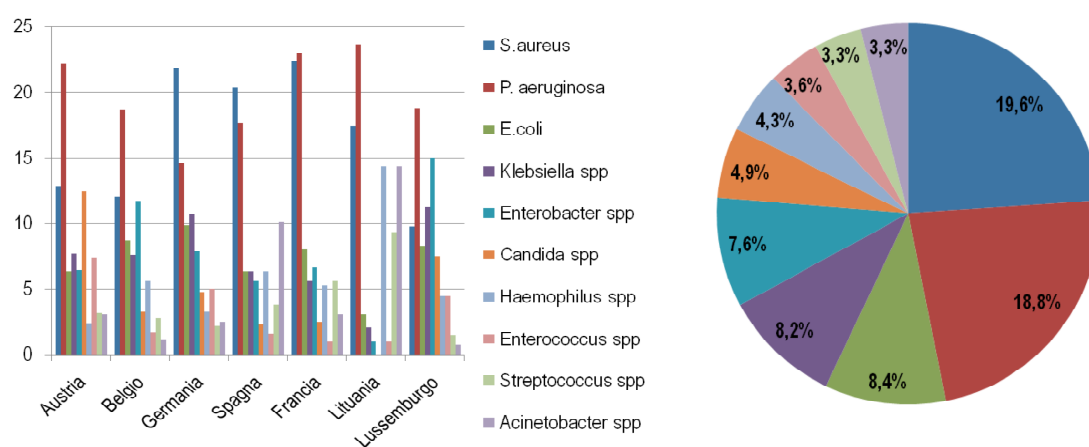 25
20
15
10
5
0
Austria
Belgio
Germania
Spagna
Francia
Lituania
Lussemburgo
S.aureus
P. aeruginosa
E.coli
Klebsiella spp
Enterobacter spp
Candida spp
Haemophilus spp
Enterococcus spp
Streptococcus spp
Acinetobacter spp
19,6%
18,8%
8,4%
8,2%
7,6%
4,9%
4,3%
3,6%
3,3%
3,3%